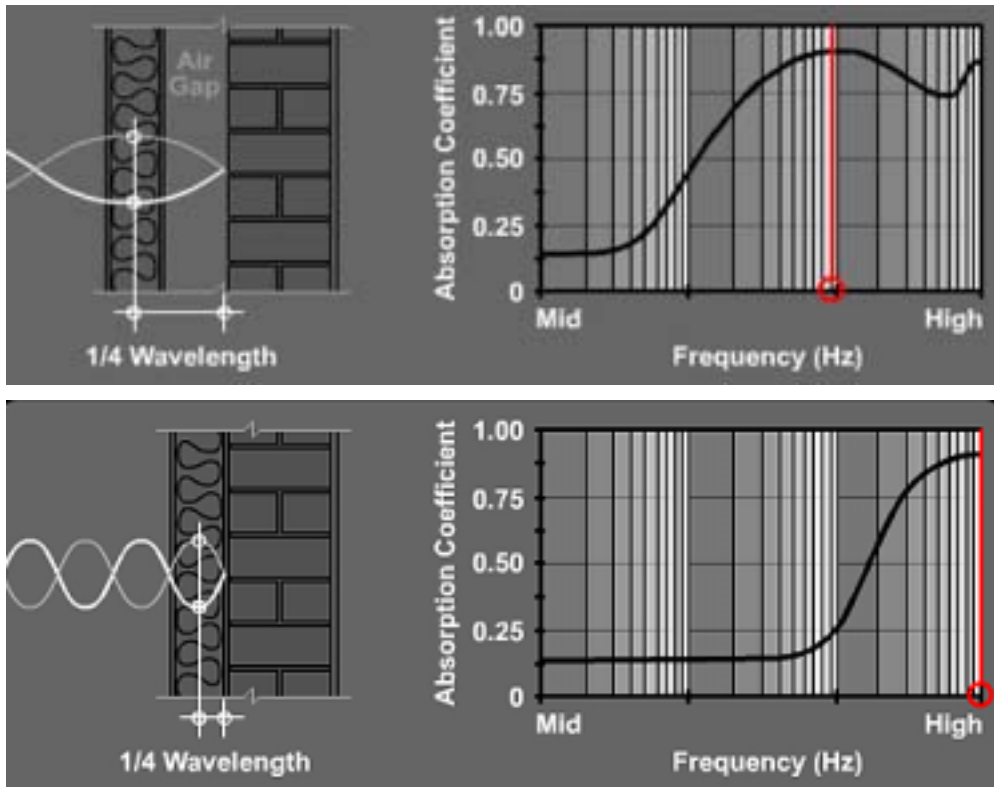 Air
Gap
1/4 Wavelength
Absorption Coefficient
1.00
0.75
0.50
0.25
0
Mid
High
Frequency (Hz)
1/4 Wavelength
Absorption Coefficient
1.00
0.75
0.50
0.25
0
Mid
High
Frequency (Hz)